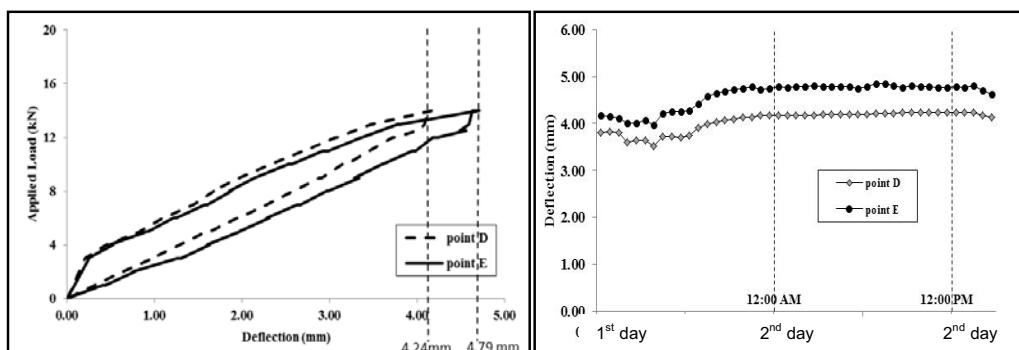 20
16
12
8
4
0
Applied Load (kN)
point D
point E
0.00 1.00 2.00 3.00 4.00 5.00
Deflection (mm)
4.24mm 4.79 mm
6.00
5.00
4.00
3.00
2.00
1.00
0.00
Deflection (mm)
point D
point E
12:00 AM 12:00 PM
1st day 2nd day 2nd day